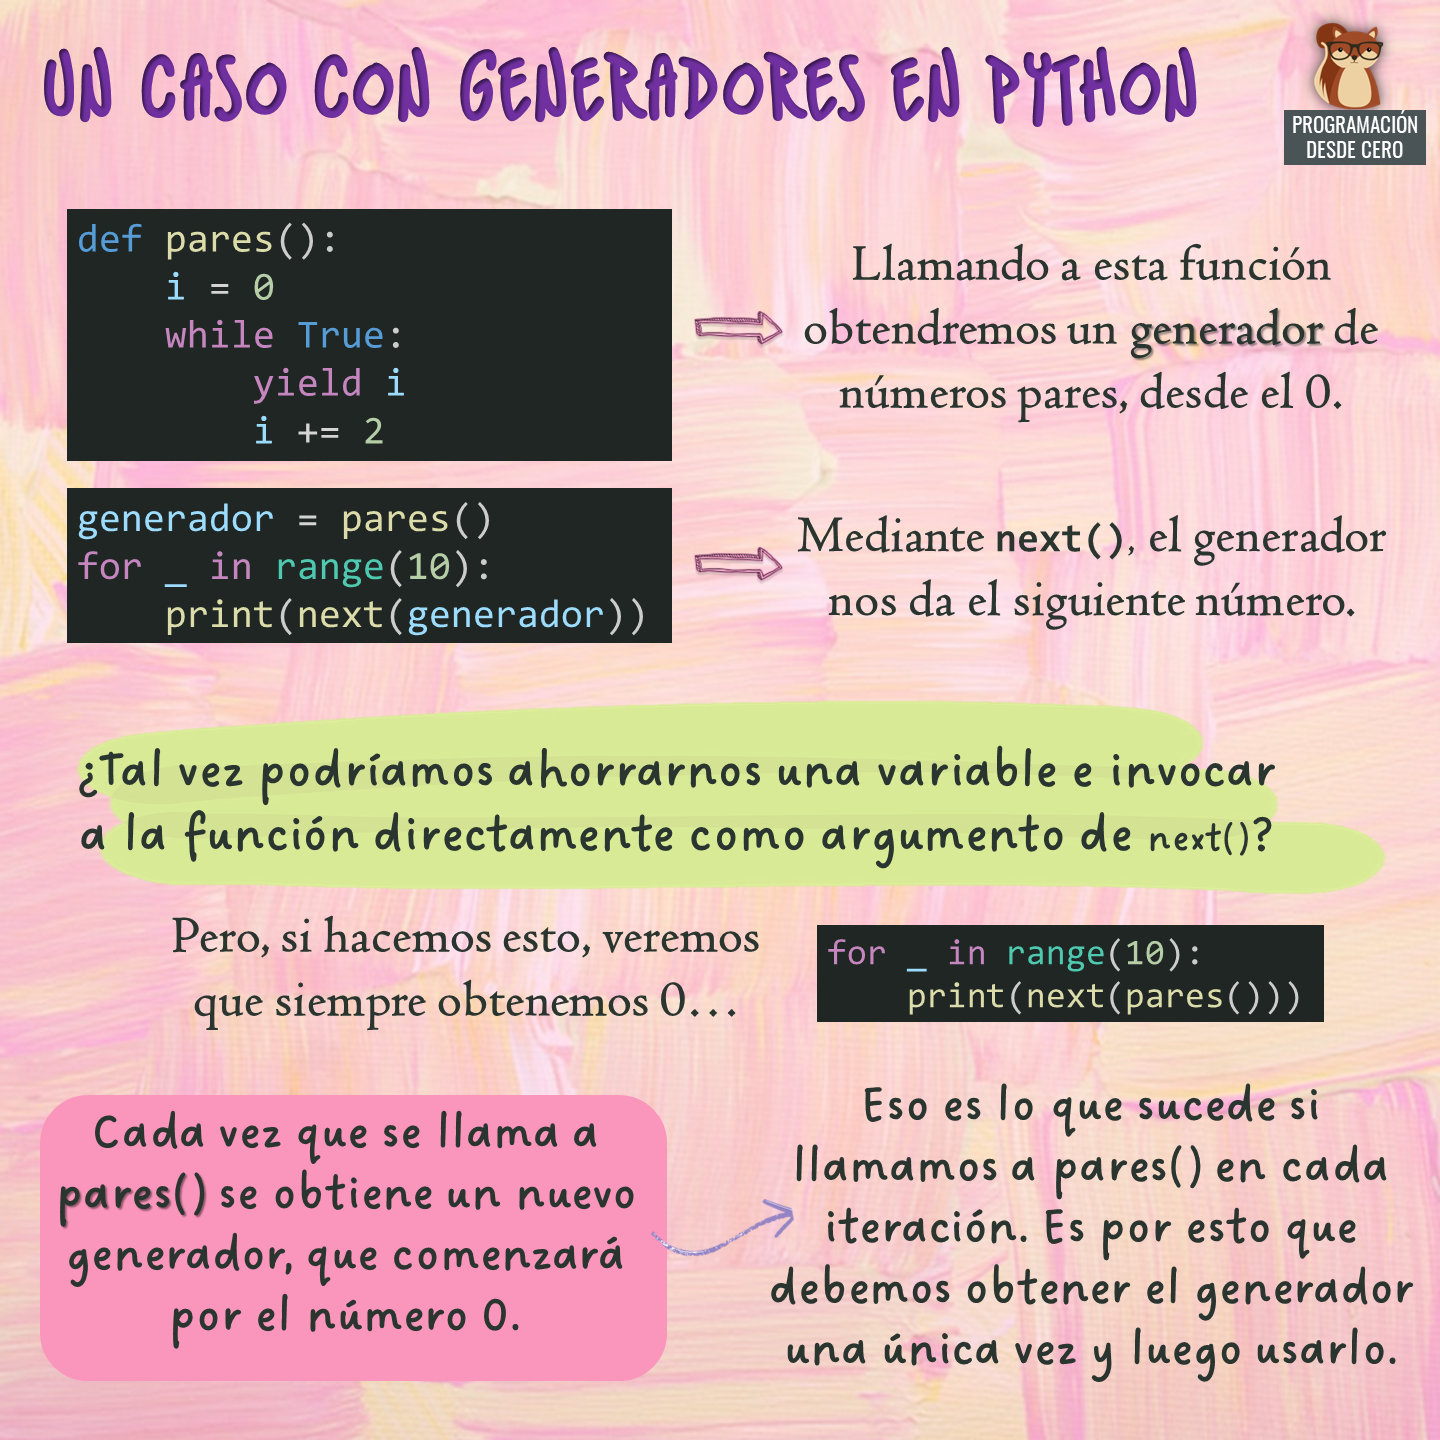 UN CASO CON GENERADORES EN PYTHON
PROGRAMACIÓN
DESDE CERO
def pares():
    i = 0
    while True:
        yield i
        i += 2
Llamando a esta función
obtendremos un generador de
números pares, desde el 0.
generador = pares()
for _ in range(10):
    print(next(generador))
Mediante next(), el generador
nos da el siguiente número.
¿Tal vez podríamos ahorrarnos una variable e invocar
a la función directamente como argumento de next()?
Pero, si hacemos esto, veremos
que siempre obtenemos 0...
for _ in range(10):
    print(next(pares()))
Cada vez que se llama a
pares() se obtiene un nuevo
generador, que comenzará
por el número 0.
Eso es lo que sucede si
llamamos a pares() en cada
iteración. Es por esto que
debemos obtener el generador
una única vez y luego usarlo.